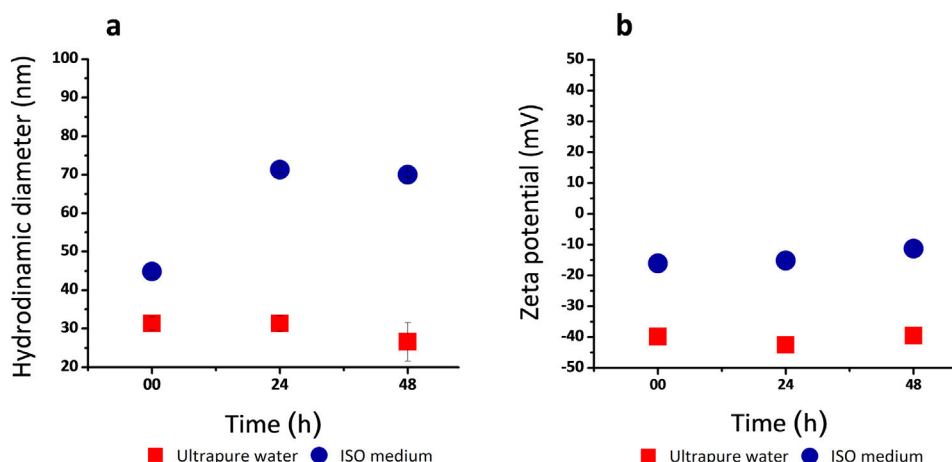 a
Hydrodinamic diameter (nm)
100
90
80
70
60
50
40
30
20
00
24
48
Time (h)
Ultrapure water
ISO medium
b
Zeta potential (mV)
50
40
30
20
10
0
-10
-20
-30
-40
-50
00
24
48
Time (h)
Ultrapure water
ISO medium